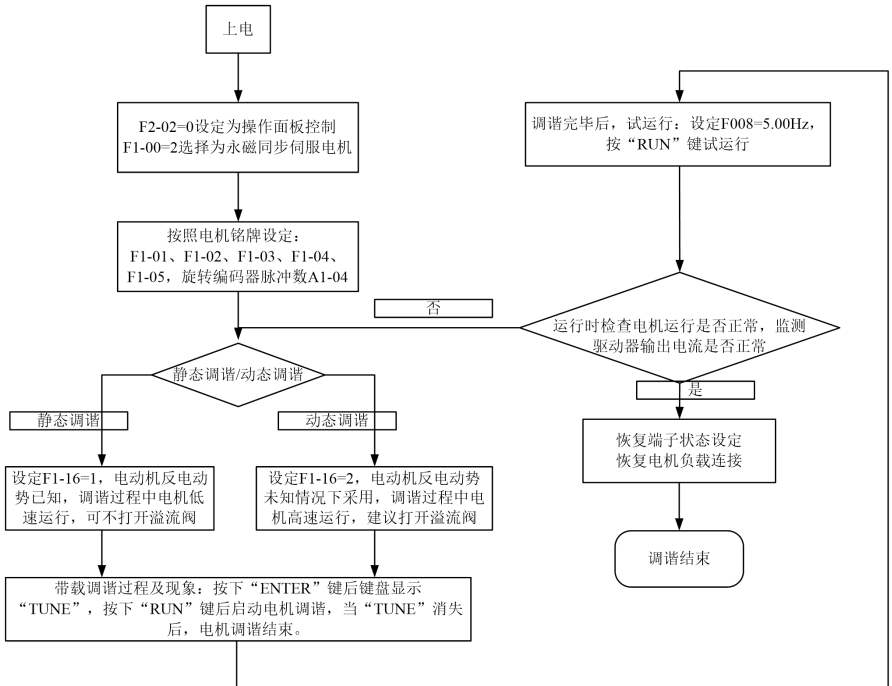 上电
F2-02=0设定为操作面板控制
F1-00=2选择为永磁同步伺服电机
按照电机铭牌设定：
F1-01、F1-02、F1-03、F1-04、
F1-05，旋转编码器脉冲数A1-04
静态调谐/动态调谐
静态调谐
动态调谐
设定F1-16=1，电动机反电动
势已知，调谐过程中电机低
速运行，可不打开溢流阀
设定F1-16=2，电动机反电动势
未知情况下采用，调谐过程中电
机高速运行，建议打开溢流阀
带载调谐过程及现象：按下“ENTER”键后键盘显示
“TUNE”，按下“RUN”键后启动电机调谐，当“TUNE”消失
后，电机调谐结束。
调谐完毕后，试运行：设定F008=5.00Hz，
按“RUN”键试运行
运行时检查电机运行是否正常，监测
驱动器输出电流是否正常
否
是
恢复端子状态设定
恢复电机负载连接
调谐结束